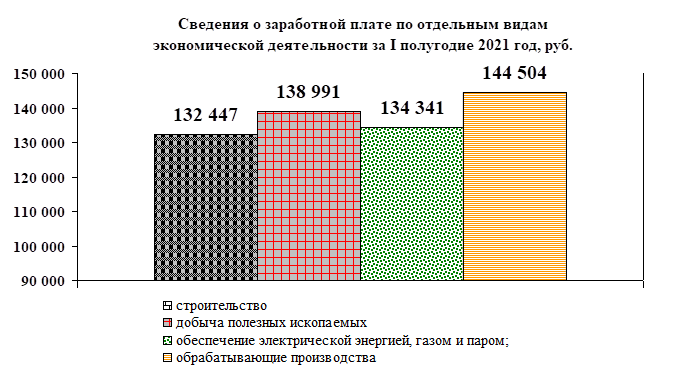 Сведения о заработной плате по отдельным видам
экономической деятельности за I полугодие 2021 год, руб.
150 000
140 000
130 000
120 000
110 000
100 000
90 000
132 447
138 991
134 341
144 504
строительство
добыча полезных ископаемых
обеспечение электрической энергией, газом и паром;
обрабатывающие производства